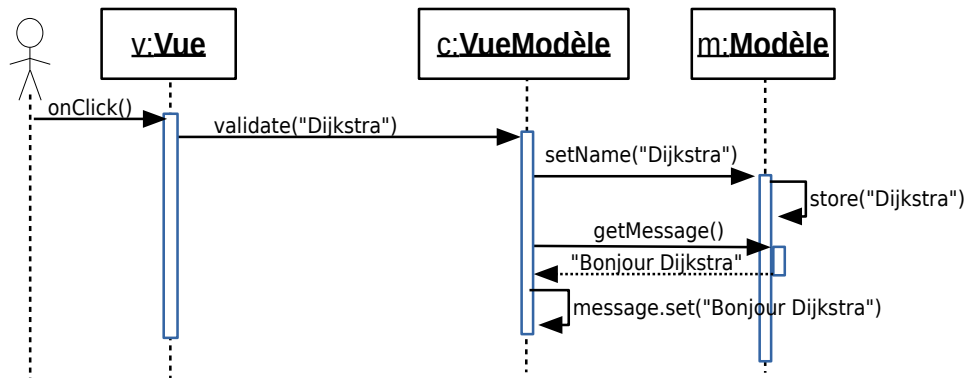 v:Vue
c:VueModèle
m:Modèle
onClick()
validate("Dijkstra")
setName("Dijkstra")
store("Dijkstra")
getMessage()
"Bonjour Dijkstra"
message.set("Bonjour Dijkstra")